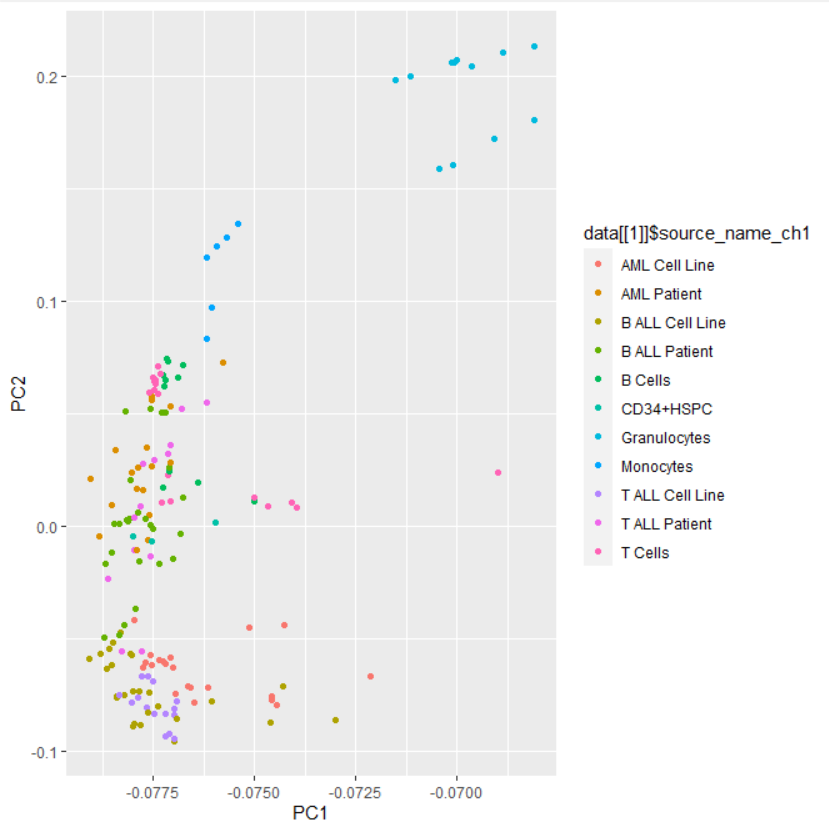 0.2
0.1
0.0
-0.1
PC2
-0.0775
-0.0750
-0.0725
-0.0700
PC1
data[[1]]$source_name_ch1
AML Cell Line
AML Patient
B ALL Cell Line
B ALL Patient
B Cells
CD34+HSPC
Granulocytes
Monocytes
T ALL Cell Line
T ALL Patient
T Cells